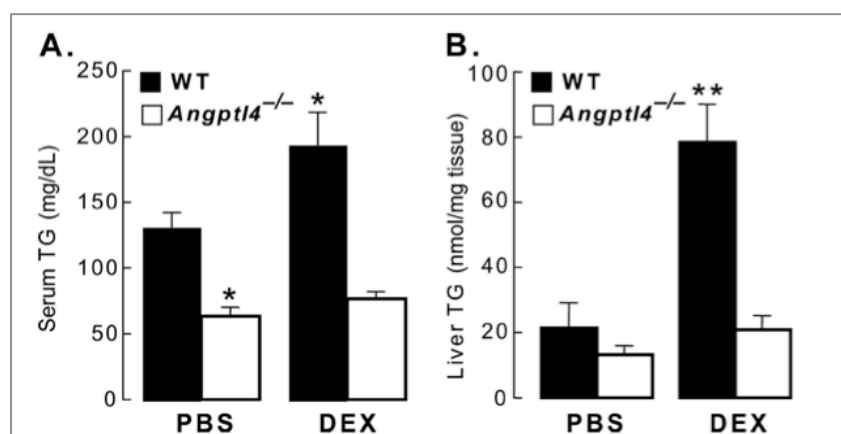 A.
250
200
150
100
50
0
Serum TG (mg/dL)
WT
Angptl4−/−
*
*
PBS
DEX
B.
100
80
60
40
20
0
Liver TG (nmol/mg tissue)
WT
Angptl4−/−
**
PBS
DEX